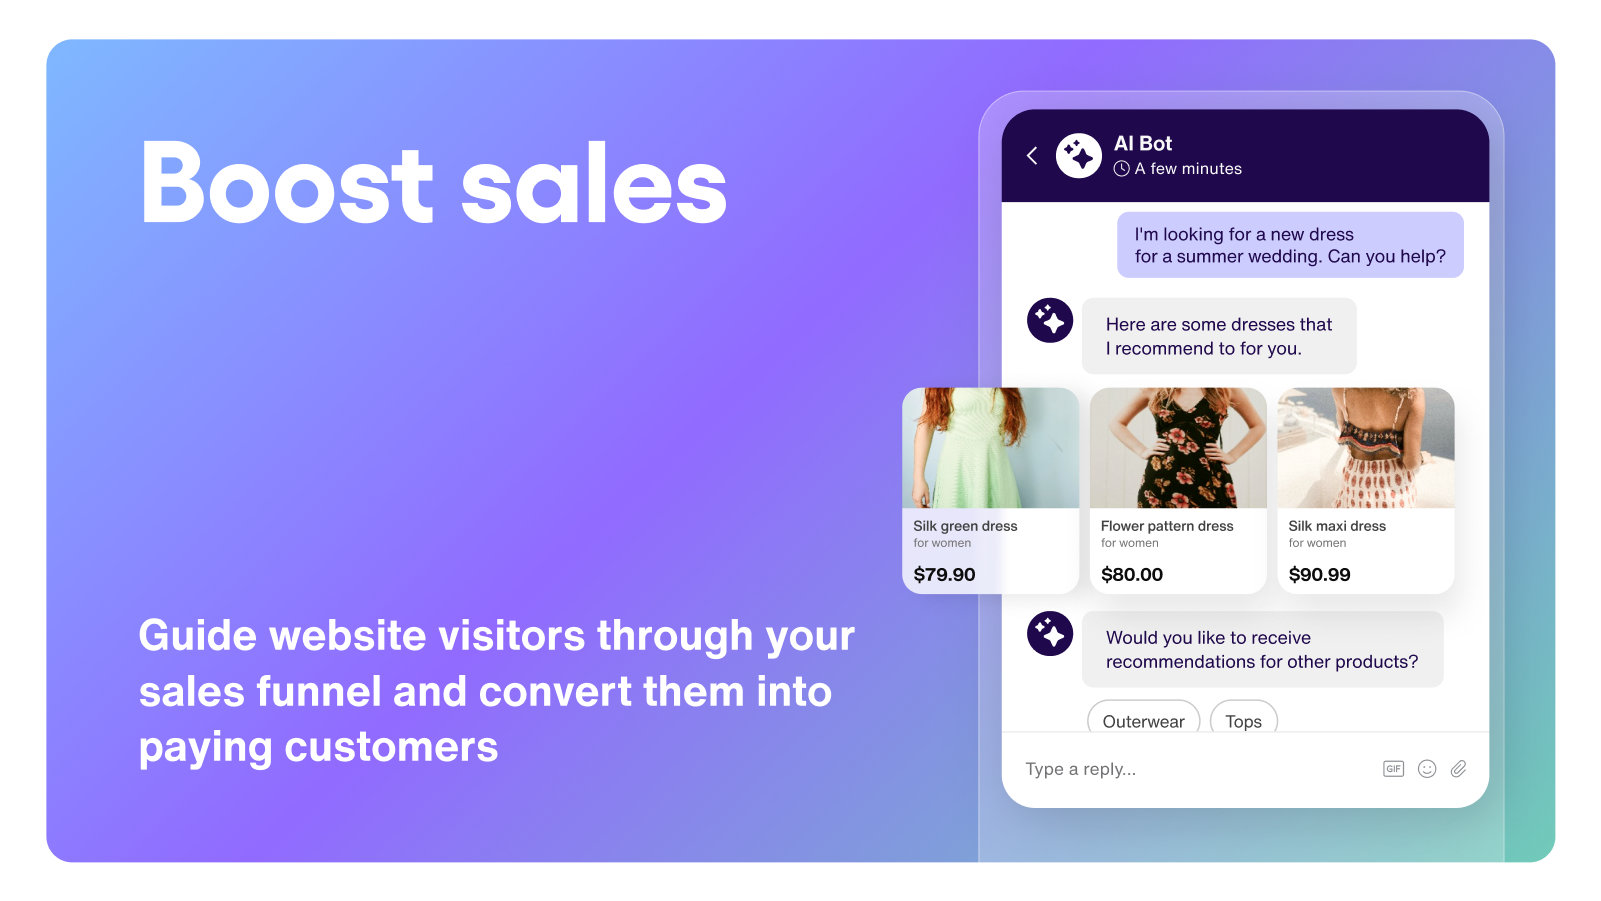 Boost sales
Guide website visitors through your
sales funnel and convert them into
paying customers
AI Bot
A few minutes
I'm looking for a new dress
for a summer wedding. Can you help?
Here are some dresses that
I recommend to for you.
Silk green dress
for women
$79.90
Flower pattern dress
for women
$80.00
Silk maxi dress
for women
$90.99
Would you like to receive
recommendations for other products?
Outerwear
Tops
Type a reply...
GIF